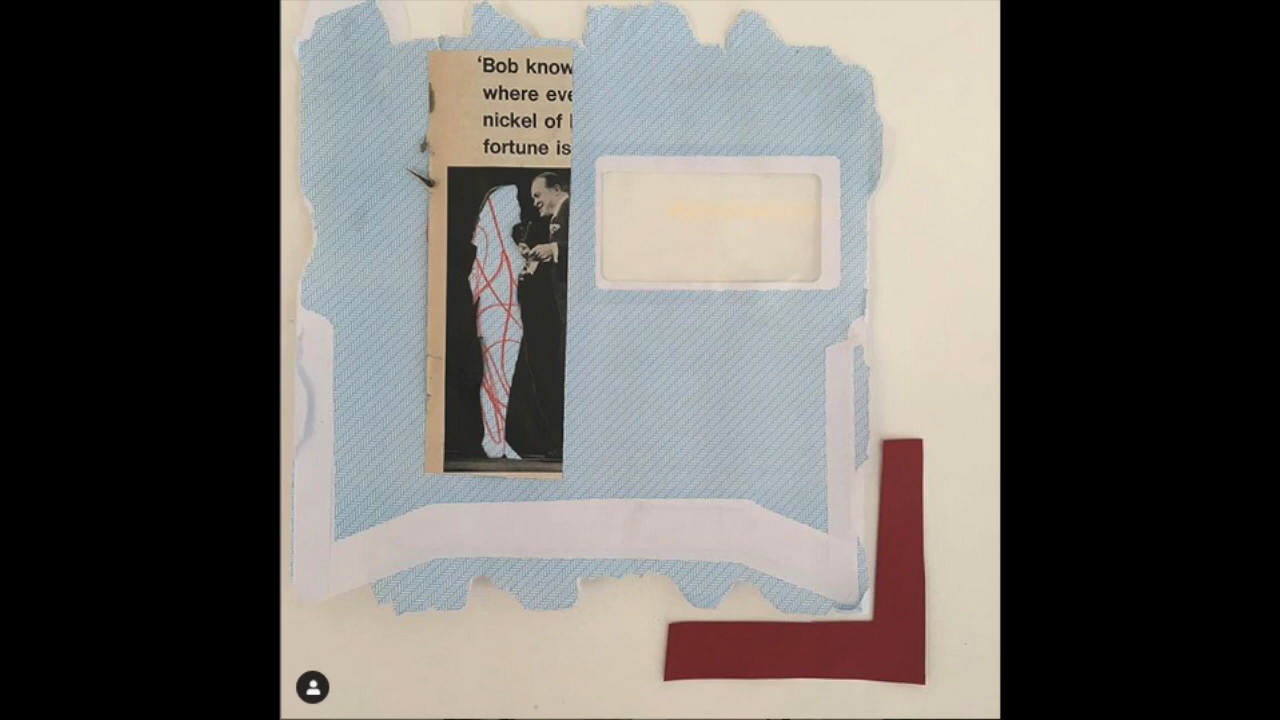 ‘Bob know
where eve
nickel of
fortune is